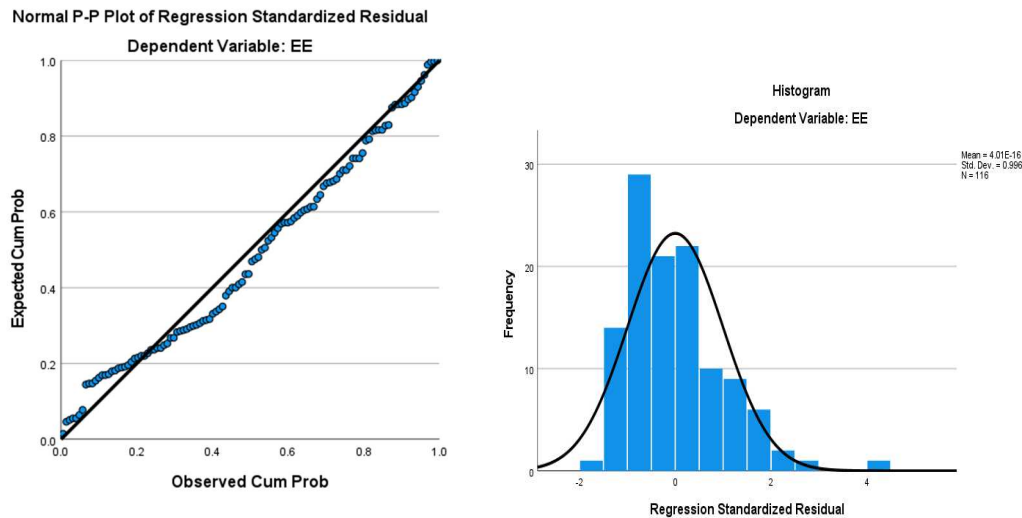 Normal P-P Plot of Regression Standardized Residual
Dependent Variable: EE
1.0
0.8
0.6
0.4
0.2
0.0
0.0 0.2 0.4 0.6 0.8 1.0
Expected Cum Prob
Observed Cum Prob
Histogram
Dependent Variable: EE
Mean = 4.01E-16
Std. Dev. = 0.996
N = 116
30
20
10
0
-2 0 2 4
Frequency
Regression Standardized Residual